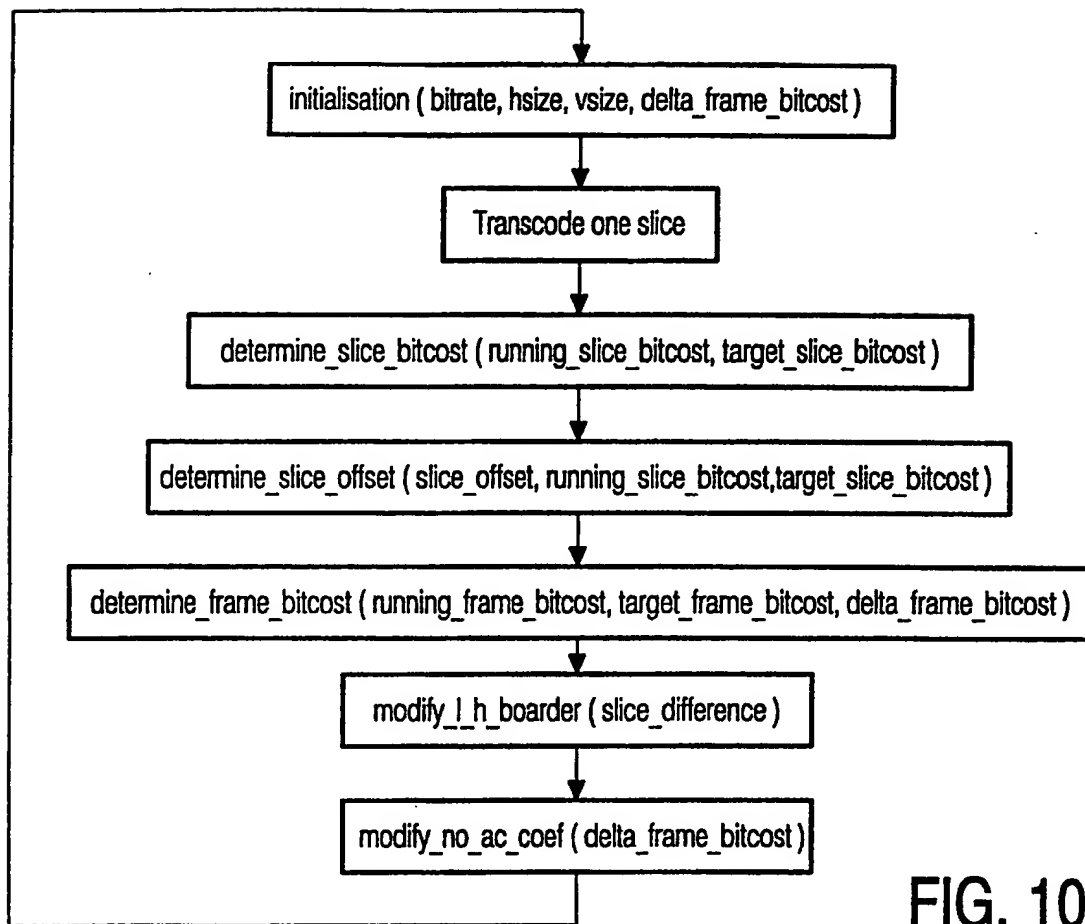 initialisation ( bitrate, hsize, vsize, delta_frame_bitcost )
Transcode one slice
determine_slice_bitcost ( running_slice_bitcost, target_slice_bitcost )
determine_slice_offset ( slice_offset, running_slice_bitcost,target_slice_bitcost )
determine_frame_bitcost ( running_frame_bitcost, target_frame_bitcost, delta_frame_bitcost )
modify_l_h_boarder ( slice_difference )
modify_no_ac_coef ( delta_frame_bitcost )
FIG. 10